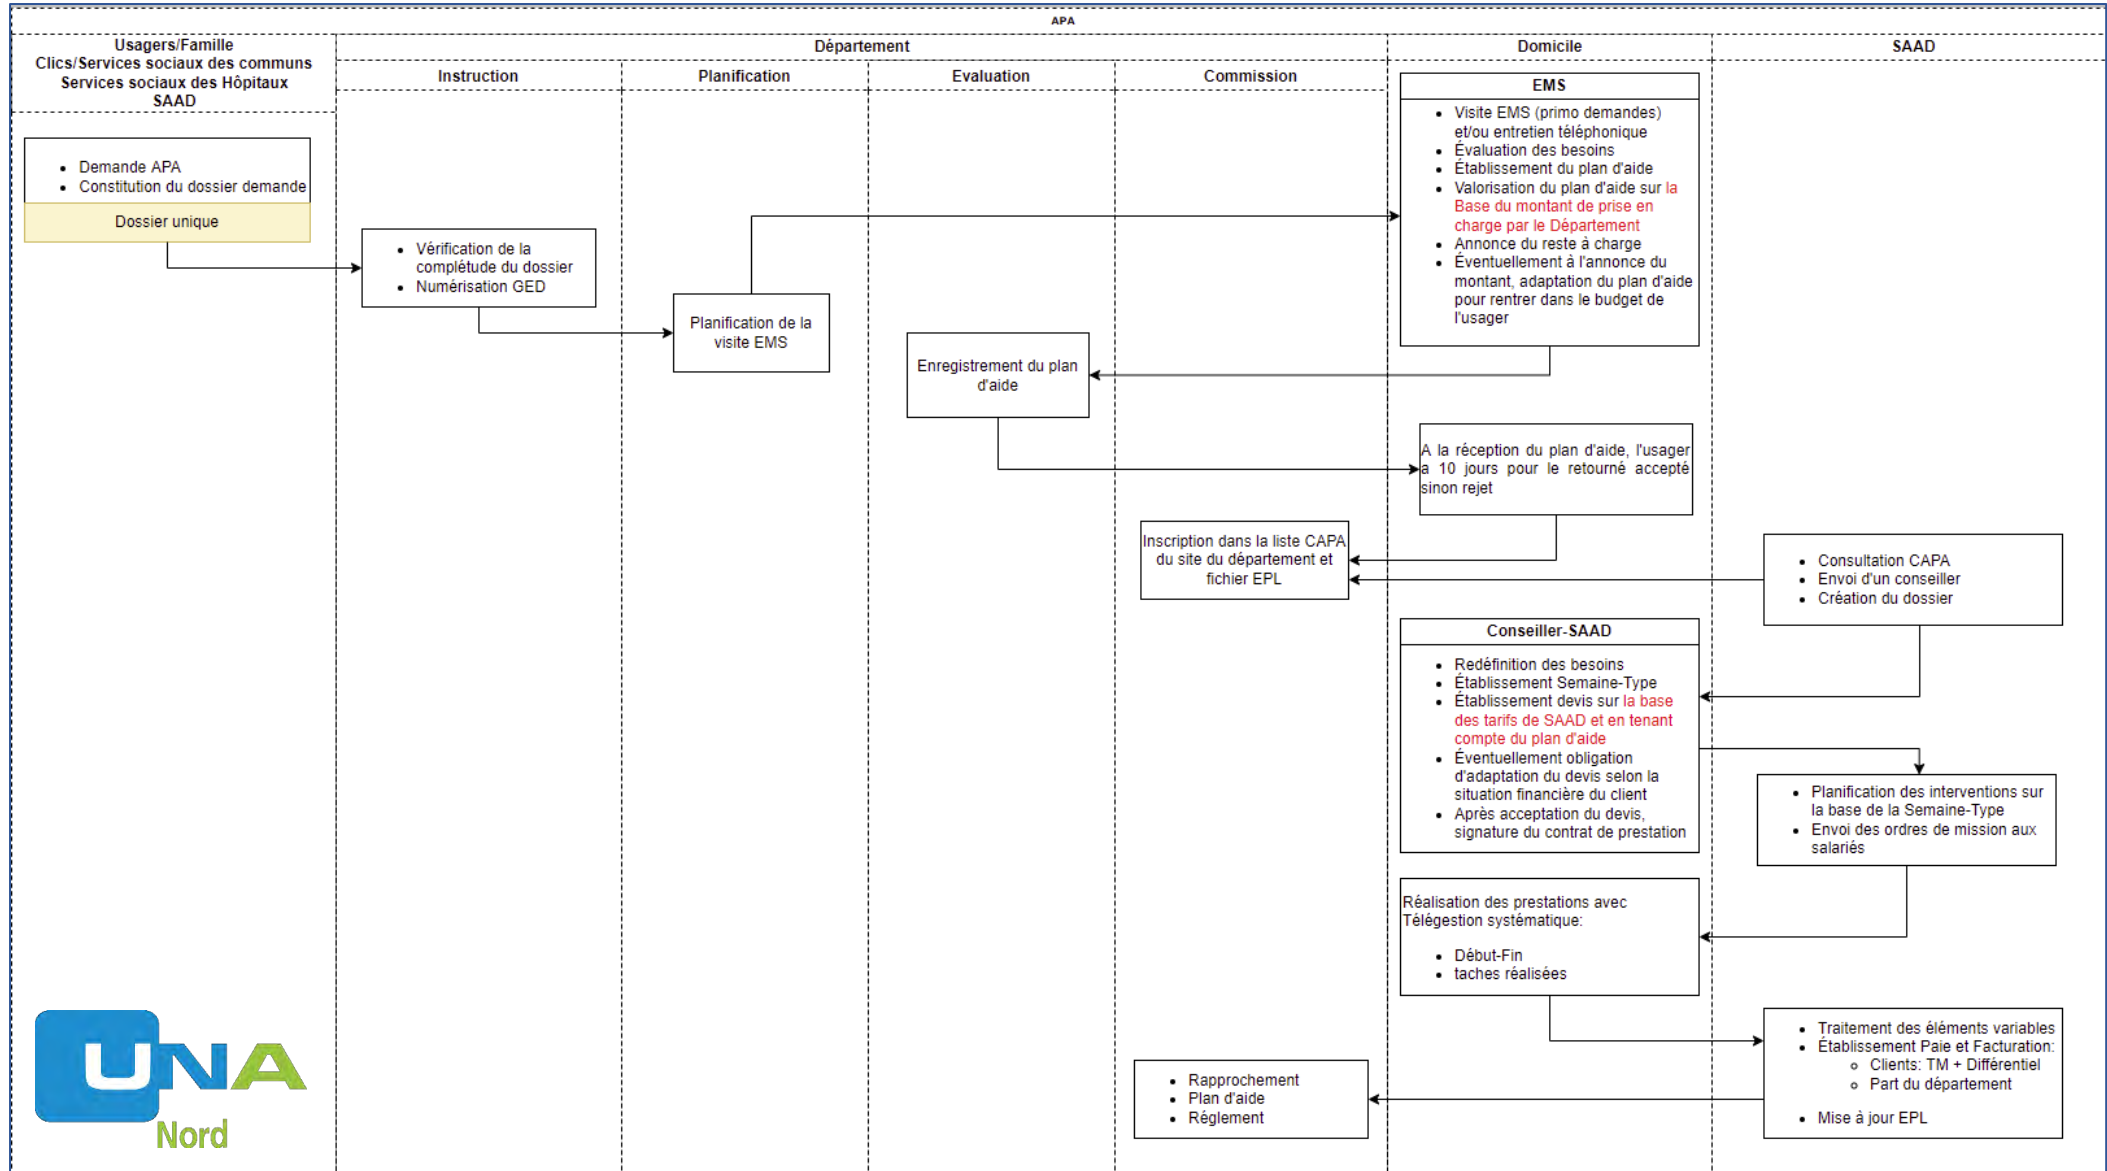 APA
Usagers/Famille
Clics/Services sociaux des communs
Services sociaux des Hôpitaux
SAAD
Département
Domicile
SAAD
Instruction
Planification
Evaluation
Commission
• Demande APA
• Constitution du dossier demande
Dossier unique
• Vérification de la
complétude du dossier
• Numérisation GED
Planification de la
visite EMS
EMS
• Visite EMS (primo demandes)
et/ou entretien téléphonique
• Évaluation des besoins
• Établissement du plan d'aide
• Valorisation du plan d'aide sur la
Base du montant de prise en
charge par le Département
• Annonce du reste à charge
• Éventuellement à l'annonce du
montant, adaptation du plan d'aide
pour rentrer dans le budget de
l'usager
Enregistrement du plan
d'aide
A la réception du plan d'aide, l'usager
a 10 jours pour le retourné accepté
sinon rejet
Inscription dans la liste CAPA
du site du département et
fichier EPL
• Consultation CAPA
• Envoi d'un conseiller
• Création du dossier
Conseiller-SAAD
• Redéfinition des besoins
• Établissement Semaine-Type
• Établissement devis sur la base
des tarifs de SAAD et en tenant
compte du plan d'aide
• Éventuellement obligation
d'adaptation du devis selon la
situation financière du client
• Après acceptation du devis,
signature du contrat de prestation
• Planification des interventions sur
la base de la Semaine-Type
• Envoi des ordres de mission aux
salariés
Réalisation des prestations avec
Télégestion systématique:
• Début-Fin
• taches réalisées
• Traitement des éléments variables
• Établissement Paie et Facturation:
○ Clients: TM + Différentiel
○ Part du département
• Mise à jour EPL
• Rapprochement
• Plan d'aide
• Réglement
UNA
Nord